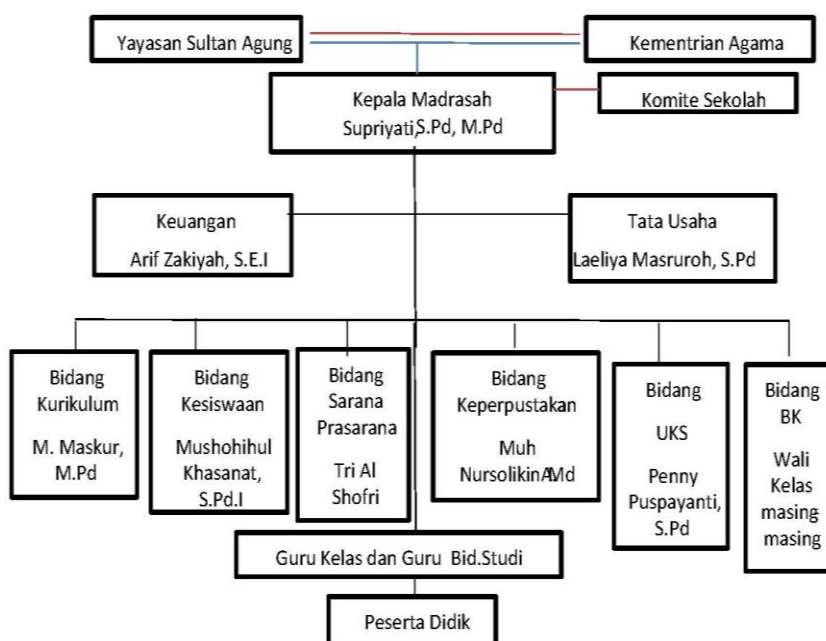 Yayasan Sultan Agung
Kementrian Agama
Kepala Madrasah
Supriyati,S.Pd, M.Pd
Komite Sekolah
Keuangan
Arif Zakiyah, S.E.I
Tata Usaha
Laeliya Masruroh, S.Pd
Bidang
Kurikulum
M. Maskur,
M.Pd
Bidang
Kesiswaan
Mushohihul
Khasanat,
S.Pd.I
Bidang
Sarana
Prasarana
Tri Al
Shofri
Bidang
Keperpustakan
Muh
Nursolikin A.Md
Bidang
UKS
Penny
Puspayanti,
S.Pd
Bidang
BK
Wali
Kelas
masing
masing
Guru Kelas dan Guru Bid.Studi
Peserta Didik